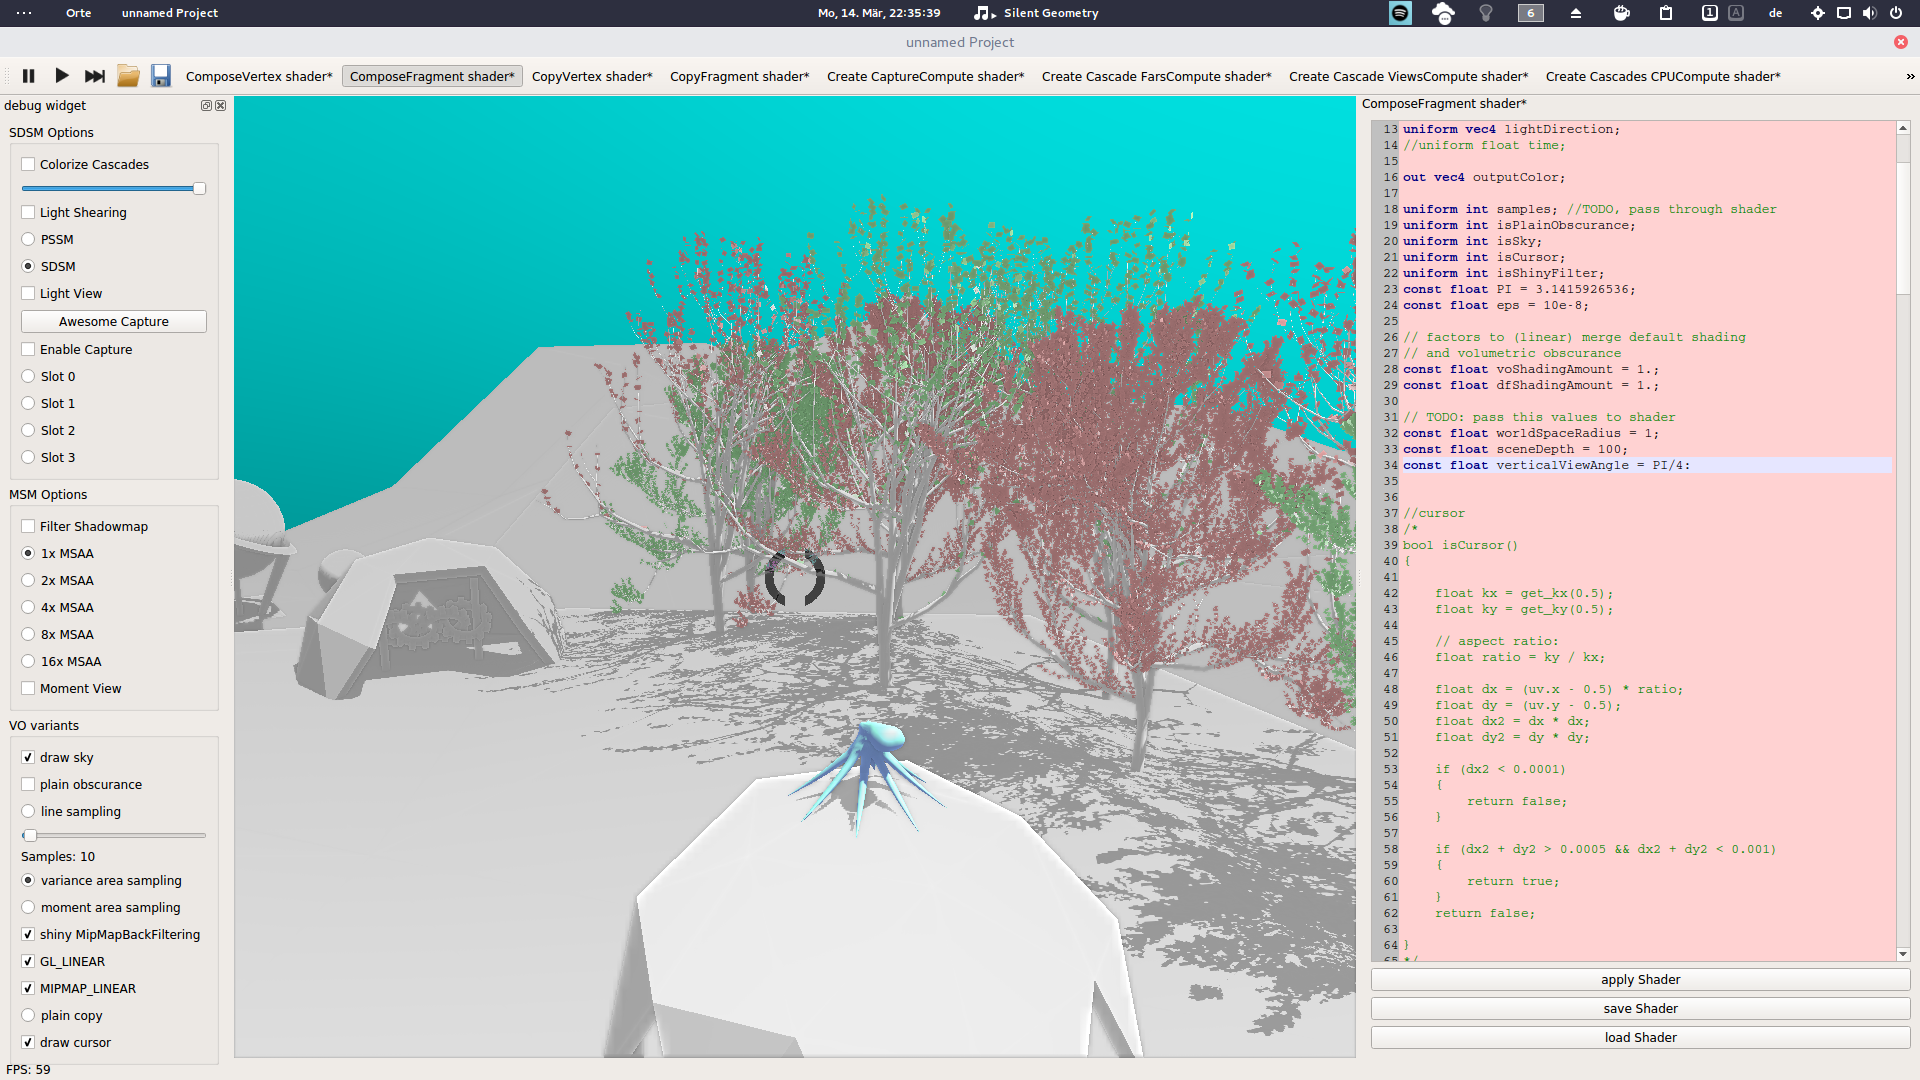 ··· Orte unnamed Project Mo, 14. Mär, 22:35:39 Silent Geometry 6 1 A de
unnamed Project
ComposeVertex shader* ComposeFragment shader* CopyVertex shader* CopyFragment shader* Create CaptureCompute shader* Create Cascade FarsCompute shader* Create Cascade ViewsCompute shader* Create Cascades CPUCompute shader* »
debug widget
SDSM Options
Colorize Cascades
Light Shearing
PSSM
SDSM
Light View
Awesome Capture
Enable Capture
Slot 0
Slot 1
Slot 2
Slot 3
MSM Options
Filter Shadowmap
1x MSAA
2x MSAA
4x MSAA
8x MSAA
16x MSAA
Moment View
VO variants
draw sky
plain obscurance
line sampling
Samples: 10
variance area sampling
moment area sampling
shiny MipMapBackFiltering
GL_LINEAR
MIPMAP_LINEAR
plain copy
draw cursor
FPS: 59
ComposeFragment shader*
13 uniform vec4 lightDirection;
14 //uniform float time;
15
16 out vec4 outputColor;
17
18 uniform int samples; //TODO, pass through shader
19 uniform int isPlainObscurance;
20 uniform int isSky;
21 uniform int isCursor;
22 uniform int isShinyFilter;
23 const float PI = 3.1415926536;
24 const float eps = 10e-8;
25
26 // factors to (linear) merge default shading
27 // and volumetric obscurance
28 const float voShadingAmount = 1.;
29 const float dfShadingAmount = 1.;
30
31 // TODO: pass this values to shader
32 const float worldSpaceRadius = 1;
33 const float sceneDepth = 100;
34 const float verticalViewAngle = PI/4:
35
36
37 //cursor
38 /*
39 bool isCursor()
40 {
41
42 float kx = get_kx(0.5);
43 float ky = get_ky(0.5);
44
45 // aspect ratio:
46 float ratio = ky / kx;
47
48 float dx = (uv.x - 0.5) * ratio;
49 float dy = (uv.y - 0.5);
50 float dx2 = dx * dx;
51 float dy2 = dy * dy;
52
53 if (dx2 < 0.0001)
54 {
55 return false;
56 }
57
58 if (dx2 + dy2 > 0.0005 && dx2 + dy2 < 0.001)
59 {
60 return true;
61 }
62 return false;
63
64 }
65 */
apply Shader
save Shader
load Shader